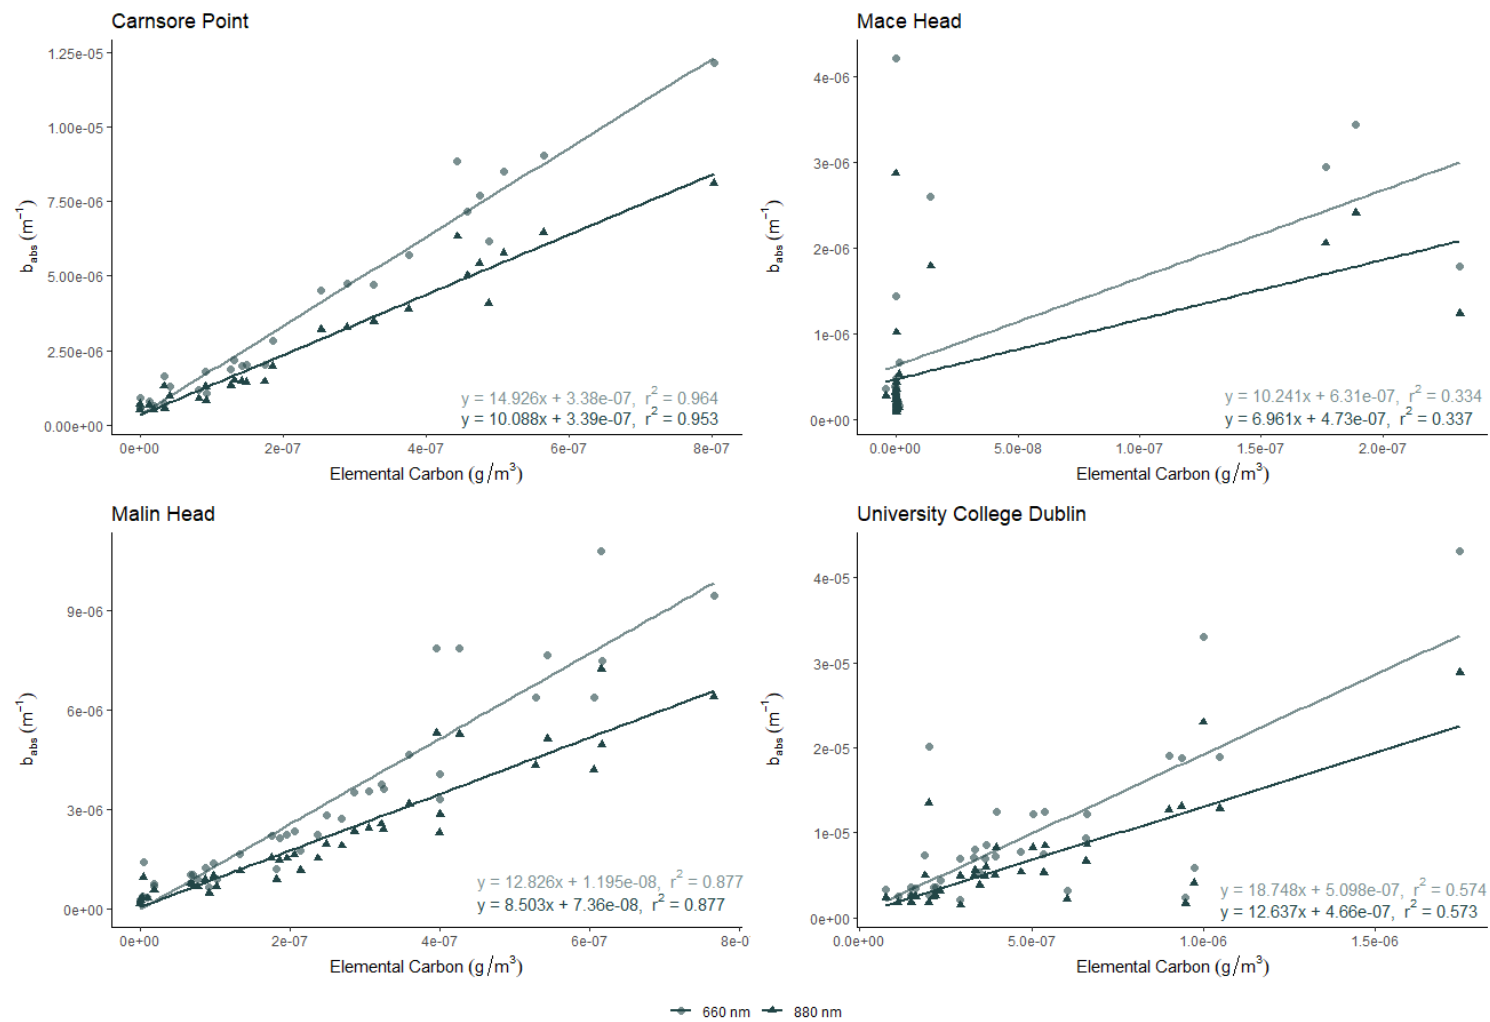 Carnsore Point
1.25e-05
1.00e-05
7.50e-06
5.00e-06
2.50e-06
0.00e+00
b_abs (m⁻¹)
y = 14.926x + 3.38e-07, r² = 0.964
y = 10.088x + 3.39e-07, r² = 0.953
0e+00 2e-07 4e-07 6e-07 8e-07
Elemental Carbon (g/m³)
Mace Head
4e-06
3e-06
2e-06
1e-06
0e+00
b_abs (m⁻¹)
y = 10.241x + 6.31e-07, r² = 0.334
y = 6.961x + 4.73e-07, r² = 0.337
0.0e+00 5.0e-08 1.0e-07 1.5e-07 2.0e-07
Elemental Carbon (g/m³)
Malin Head
9e-06
6e-06
3e-06
0e+00
b_abs (m⁻¹)
y = 12.826x + 1.195e-08, r² = 0.877
y = 8.503x + 7.36e-08, r² = 0.877
0e+00 2e-07 4e-07 6e-07 8e-0
Elemental Carbon (g/m³)
University College Dublin
4e-05
3e-05
2e-05
1e-05
0e+00
b_abs (m⁻¹)
y = 18.748x + 5.098e-07, r² = 0.574
y = 12.637x + 4.66e-07, r² = 0.573
0.0e+00 5.0e-07 1.0e-06 1.5e-06
Elemental Carbon (g/m³)
660 nm 880 nm